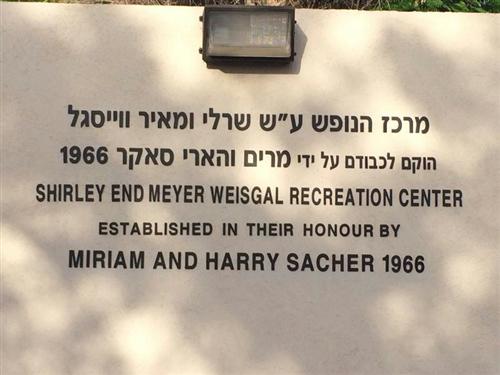 מרכז הנופש ע"ש שרלי ומאיר ווייסגל
הוקם לכבודם על ידי מרים והארי סאקר 1966
SHIRLEY END MEYER WEISGAL RECREATION CENTER
ESTABLISHED IN THEIR HONOUR BY
MIRIAM AND HARRY SACHER 1966